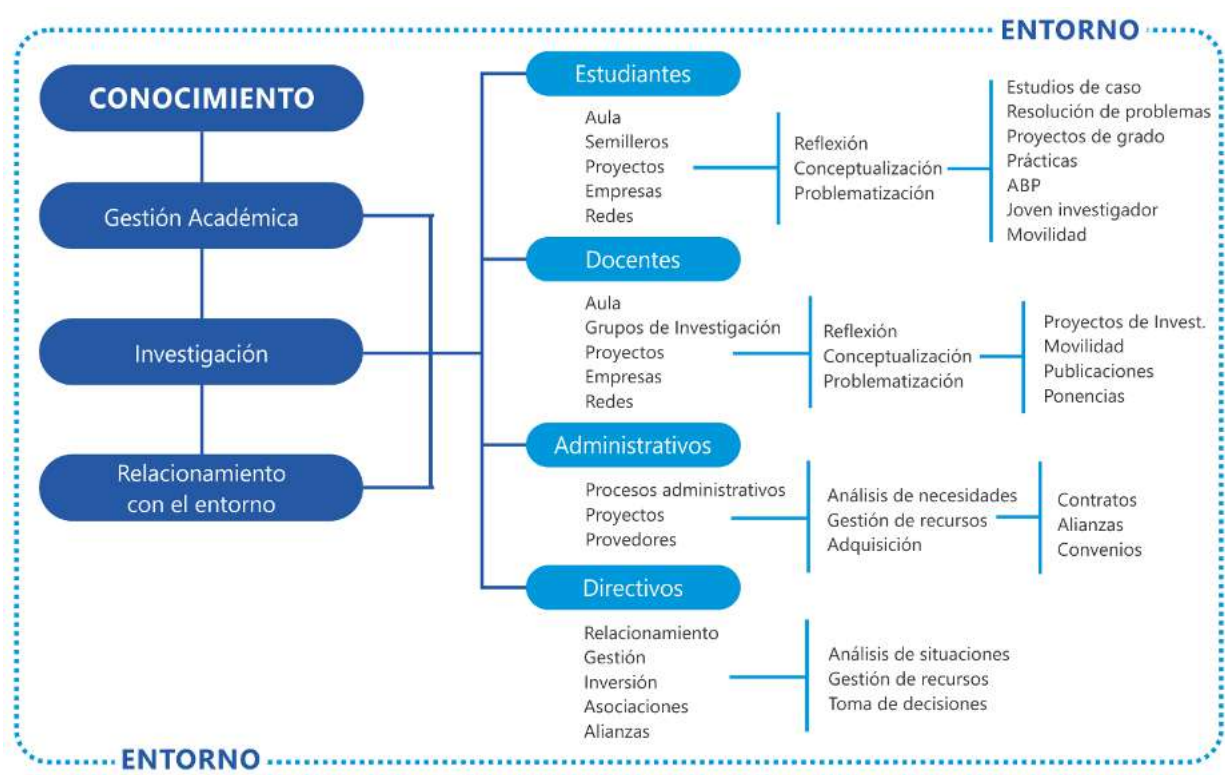 ENTORNO
CONOCIMIENTO
Gestión Académica
Investigación
Relacionamiento
con el entorno
Estudiantes
Aula
Semilleros
Proyectos
Empresas
Redes
Reflexión
Conceptualización
Problematización
Estudios de caso
Resolución de problemas
Proyectos de grado
Prácticas
ABP
Joven investigador
Movilidad
Docentes
Aula
Grupos de Investigación
Proyectos
Empresas
Redes
Reflexión
Conceptualización
Problematización
Proyectos de Invest.
Movilidad
Publicaciones
Ponencias
Administrativos
Procesos administrativos
Proyectos
Provedores
Análisis de necesidades
Gestión de recursos
Adquisición
Contratos
Alianzas
Convenios
Directivos
Relacionamiento
Gestión
Inversión
Asociaciones
Alianzas
Análisis de situaciones
Gestión de recursos
Toma de decisiones
ENTORNO